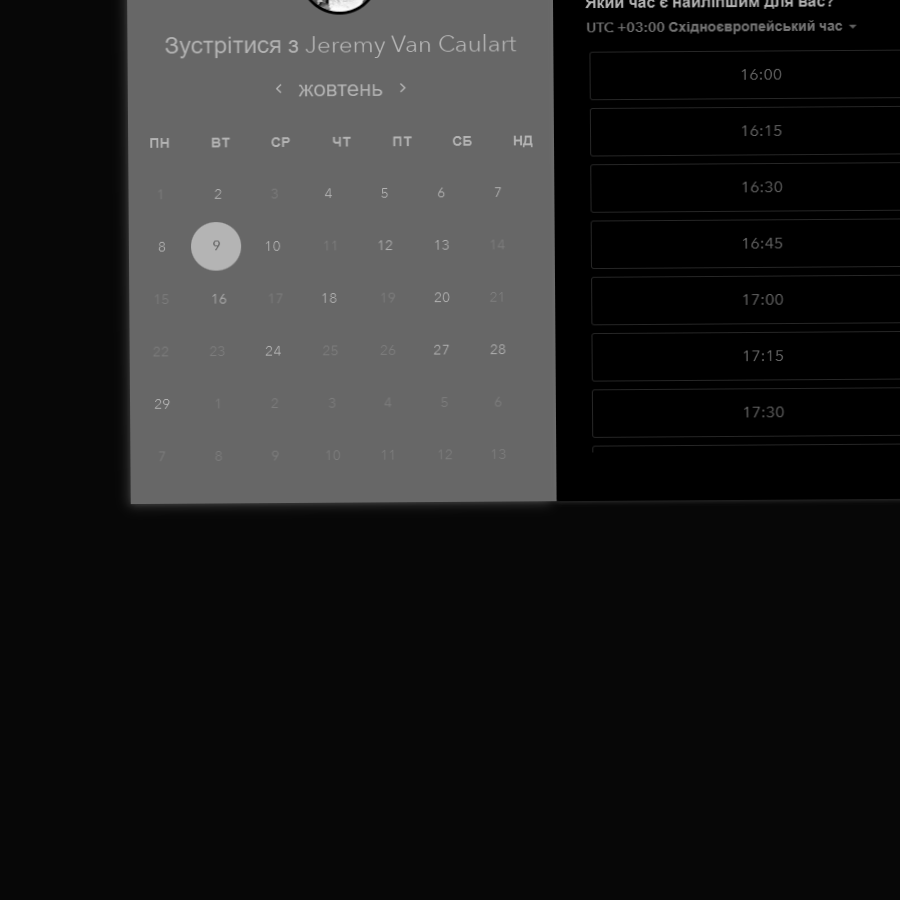 Який час є найліпшим для вас?
UTC +03:00 Східноєвропейський час
Зустрітися з Jeremy Van Caulart
жовтень
ПН ВТ СР ЧТ ПТ СБ НД
1 2 3 4 5 6 7
8 9 10 11 12 13 14
15 16 17 18 19 20 21
22 23 24 25 26 27 28
29 1 2 3 4 5 6
7 8 9 10 11 12 13
16:00
16:15
16:30
16:45
17:00
17:15
17:30